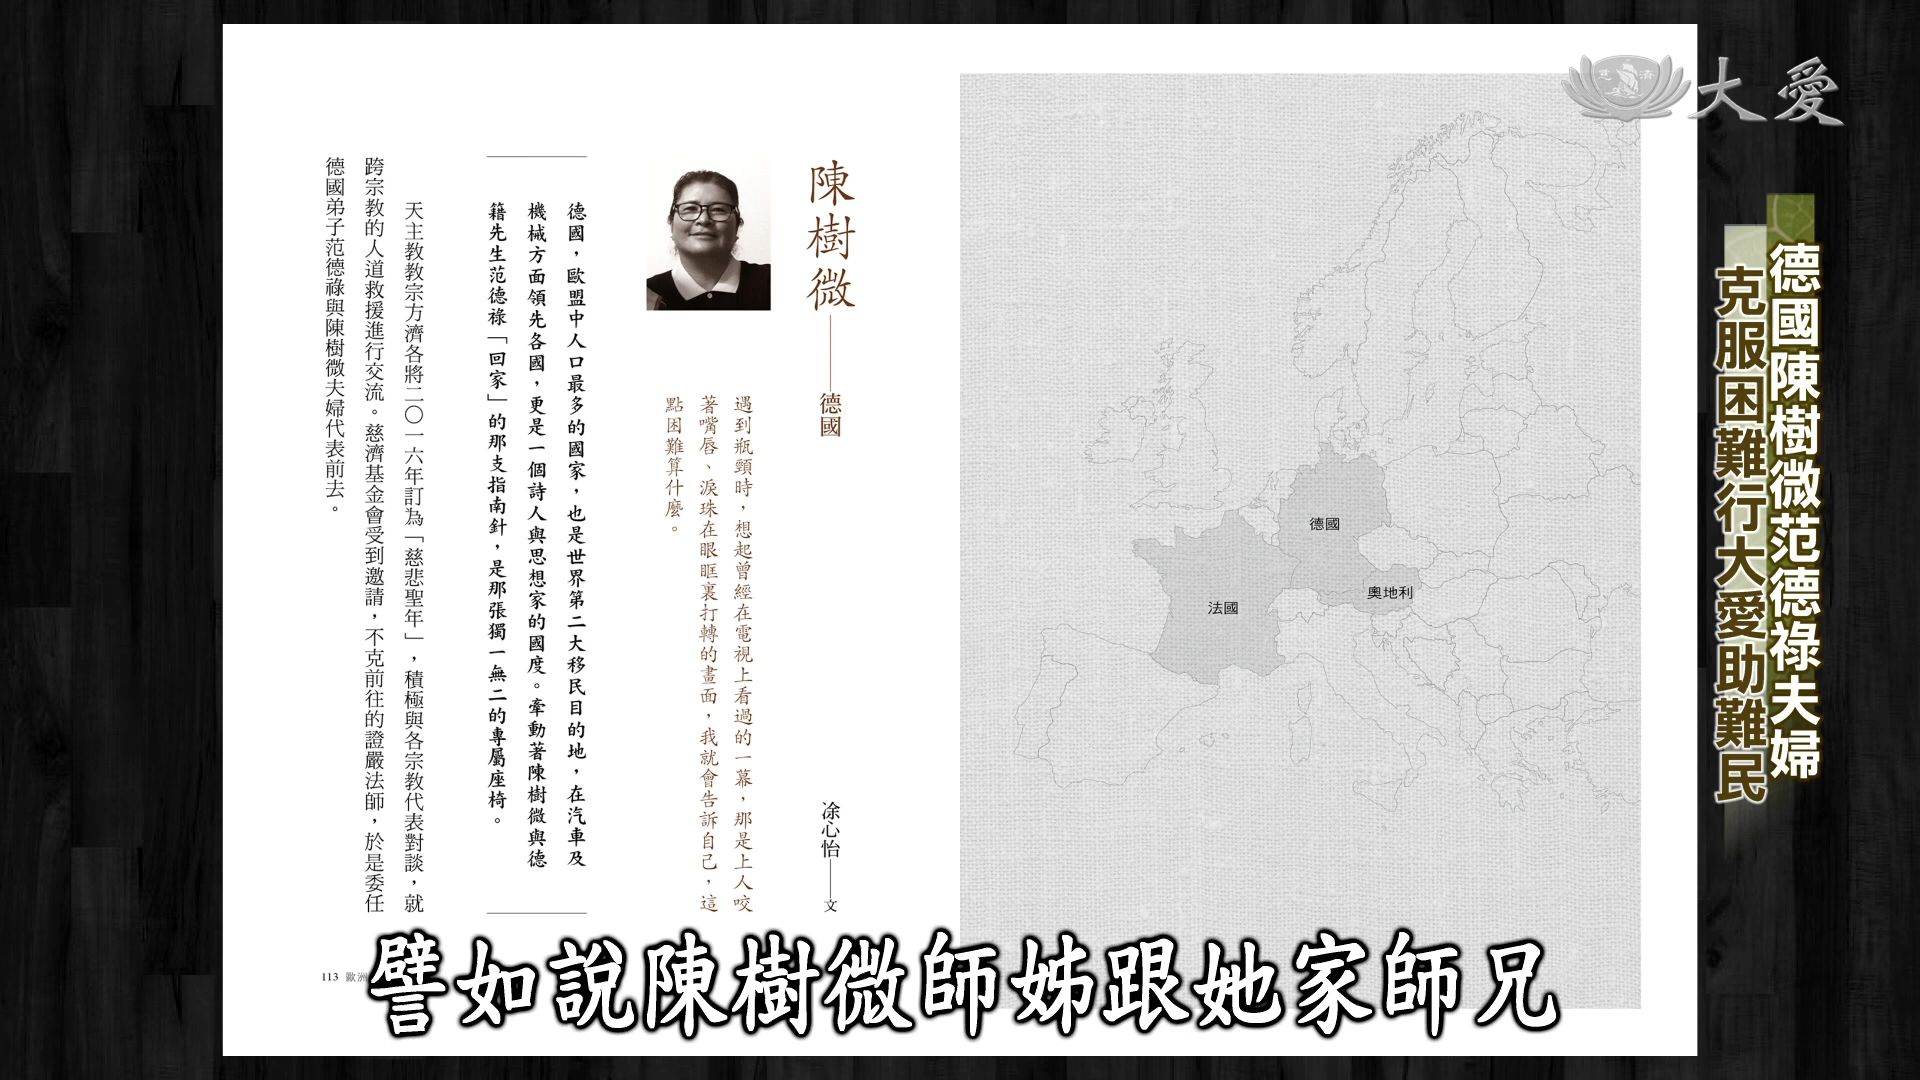 大愛
慈濟
德國陳樹微范德祿夫婦
克服困難行大愛助難民
德國
奧地利
法國
陳樹微——德國
凃心怡——文
遇到瓶頸時，想起曾經在電視上看過的一幕，那是上人咬
著嘴唇、淚珠在眼眶裏打轉的畫面，我就會告訴自己，這
點困難算什麼。
德國，歐盟中人口最多的國家，也是世界第二大移民目的地，在汽車及
機械方面領先各國，更是一個詩人與思想家的國度。牽動著陳樹微與德
籍先生范德祿「回家」的那支指南針，是那張獨一無二的專屬座椅。
天主教教宗方濟各將二〇一六年訂為「慈悲聖年」，積極與各宗教代表對談，就
跨宗教的人道救援進行交流。慈濟基金會受到邀請，不克前往的證嚴法師，於是委任
德國弟子范德祿與陳樹微夫婦代表前去。
113 歐洲
譬如說陳樹微師姊跟她家師兄